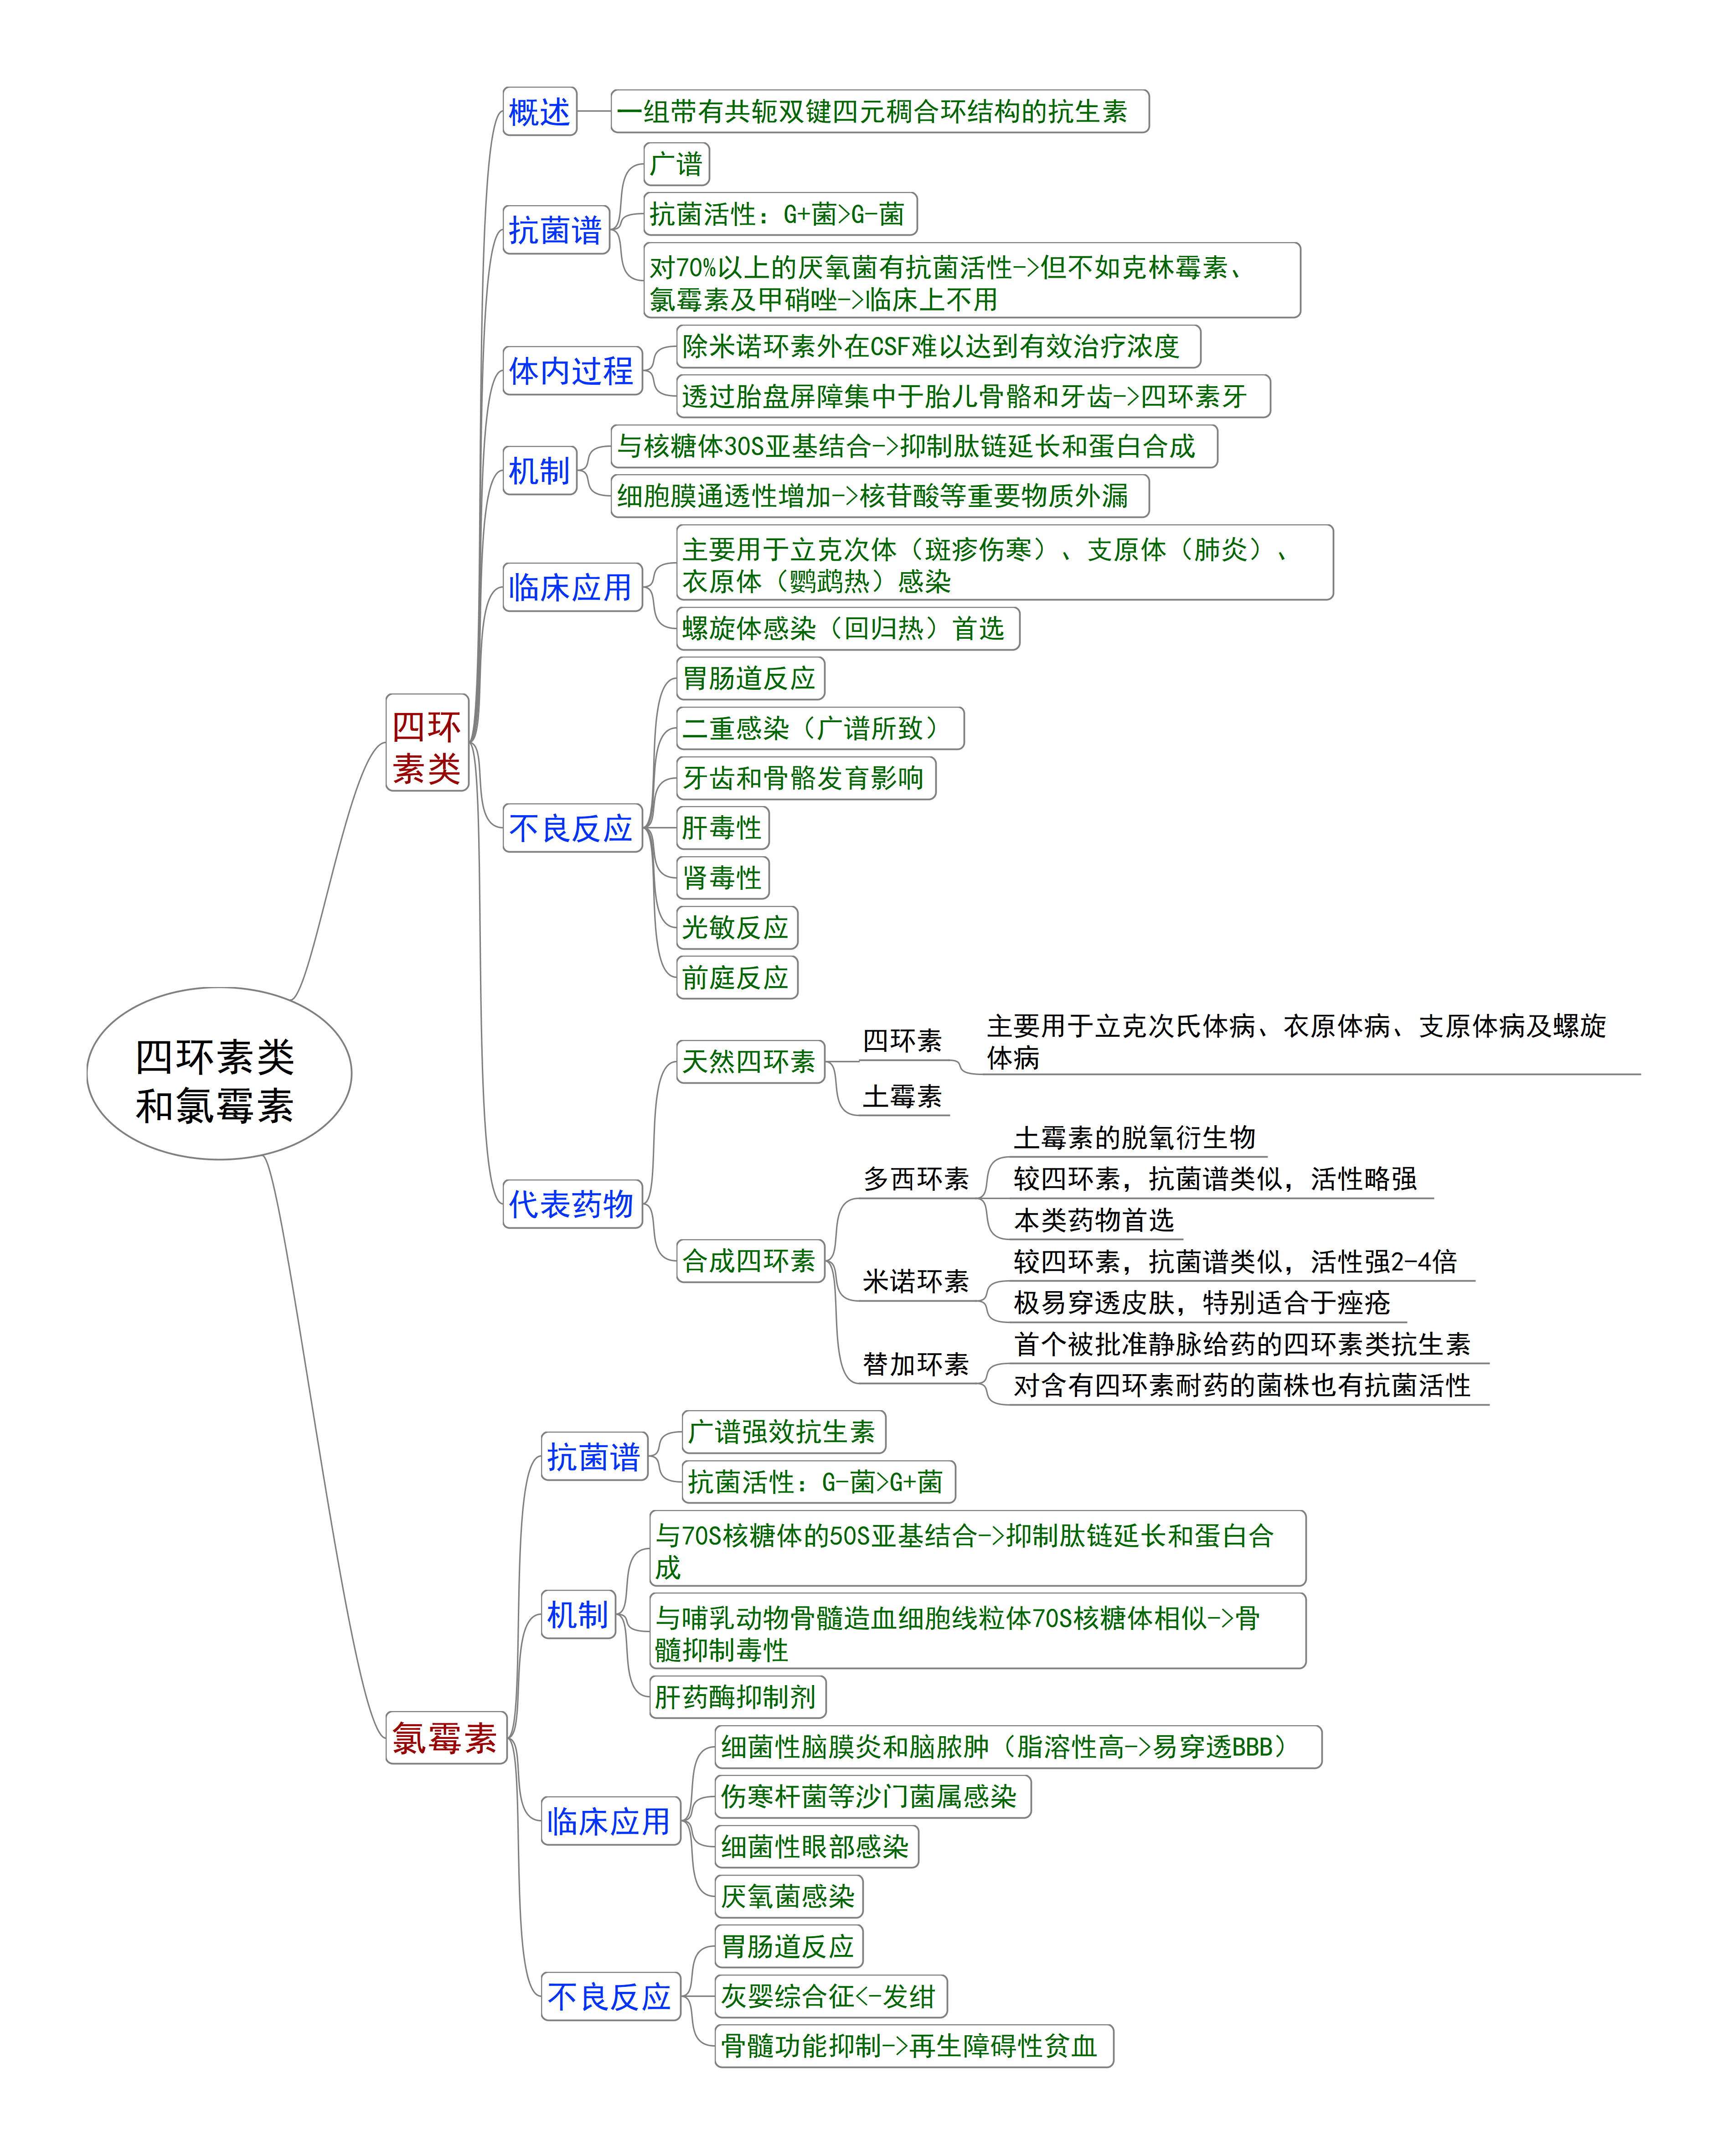 四环素类
和氯霉素
四环
素类
概述
一组带有共轭双键四元稠合环结构的抗生素
抗菌谱
广谱
抗菌活性：G+菌>G-菌
对70%以上的厌氧菌有抗菌活性->但不如克林霉素、
氯霉素及甲硝唑->临床上不用
体内过程
除米诺环素外在CSF难以达到有效治疗浓度
透过胎盘屏障集中于胎儿骨骼和牙齿->四环素牙
机制
与核糖体30S亚基结合->抑制肽链延长和蛋白合成
细胞膜通透性增加->核苷酸等重要物质外漏
临床应用
主要用于立克次体（斑疹伤寒）、支原体（肺炎）、
衣原体（鹦鹉热）感染
螺旋体感染（回归热）首选
不良反应
胃肠道反应
二重感染（广谱所致）
牙齿和骨骼发育影响
肝毒性
肾毒性
光敏反应
前庭反应
代表药物
天然四环素
四环素
主要用于立克次氏体病、衣原体病、支原体病及螺旋
体病
土霉素
合成四环素
多西环素
土霉素的脱氧衍生物
较四环素，抗菌谱类似，活性略强
本类药物首选
米诺环素
较四环素，抗菌谱类似，活性强2-4倍
极易穿透皮肤，特别适合于痤疮
替加环素
首个被批准静脉给药的四环素类抗生素
对含有四环素耐药的菌株也有抗菌活性
氯霉素
抗菌谱
广谱强效抗生素
抗菌活性：G-菌>G+菌
机制
与70S核糖体的50S亚基结合->抑制肽链延长和蛋白合
成
与哺乳动物骨髓造血细胞线粒体70S核糖体相似->骨
髓抑制毒性
肝药酶抑制剂
临床应用
细菌性脑膜炎和脑脓肿（脂溶性高->易穿透BBB）
伤寒杆菌等沙门菌属感染
细菌性眼部感染
厌氧菌感染
不良反应
胃肠道反应
灰婴综合征<-发绀
骨髓功能抑制->再生障碍性贫血